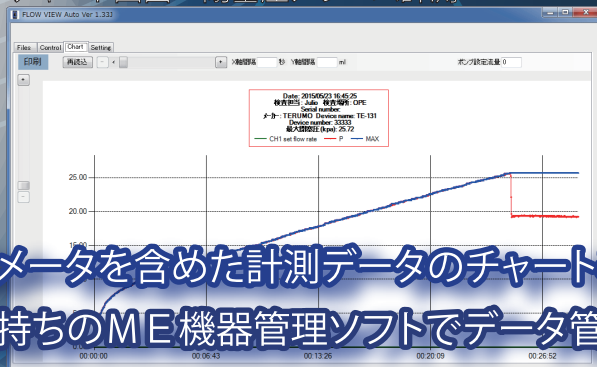 FLOW VIEW Auto Ver 1.33J
Files Control Chart Setting
印刷 再読込 - + X軸間隔 秒 Y軸間隔 ml ポンプ設定流量: 0
Date: 2015/05/23 16:45:25
検査担当: Julio 検査場所: OPE
Serial number:
メーカー: TERUMO Device name: TE-131
Device number: 33333
最大閉塞圧 (kpa): 25.72
CH1 set flow rate P MAX
25.00
20.00
15.00
メータを含めた計測データのチャート
持ちのME機器管理ソフトでデータ管
00:00:00 00:06:43 00:13:26 00:20:09 00:26:52